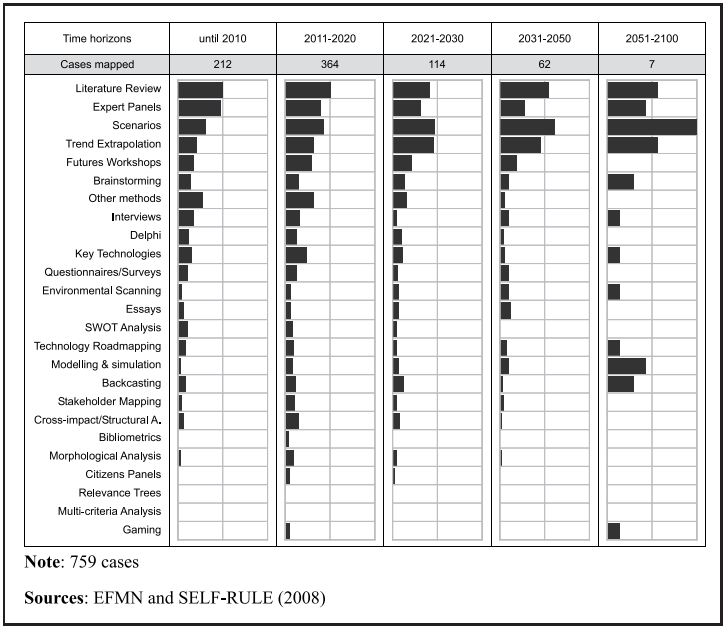 Time horizons until 2010 2011-2020 2021-2030 2031-2050 2051-2100
Cases mapped 212 364 114 62 7
Literature Review
Expert Panels
Scenarios
Trend Extrapolation
Futures Workshops
Brainstorming
Other methods
Interviews
Delphi
Key Technologies
Questionnaires/Surveys
Environmental Scanning
Essays
SWOT Analysis
Technology Roadmapping
Modelling & simulation
Backcasting
Stakeholder Mapping
Cross-impact/Structural A.
Bibliometrics
Morphological Analysis
Citizens Panels
Relevance Trees
Multi-criteria Analysis
Gaming
Note: 759 cases
Sources: EFMN and SELF-RULE (2008)